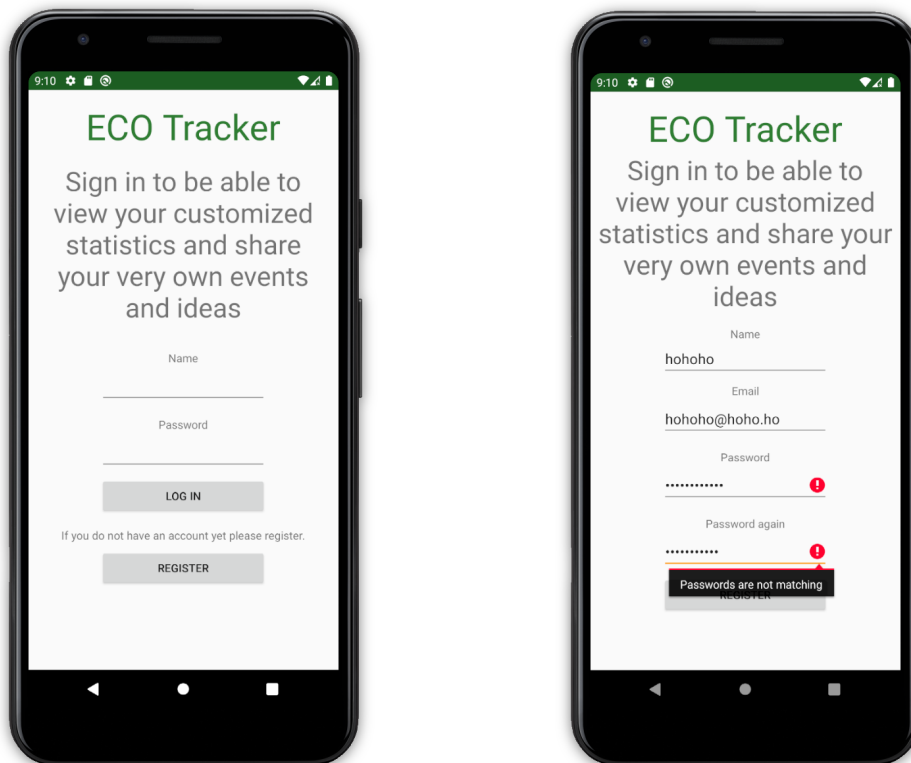 9:10
ECO Tracker
Sign in to be able to
view your customized
statistics and share
your very own events
and ideas
Name
Password
LOG IN
If you do not have an account yet please register.
REGISTER
9:10
ECO Tracker
Sign in to be able to
view your customized
statistics and share your
very own events and
ideas
Name
hohoho
Email
hohoho@hoho.ho
Password
••••••••••••
Password again
•••••••••••
Passwords are not matching
REGISTER